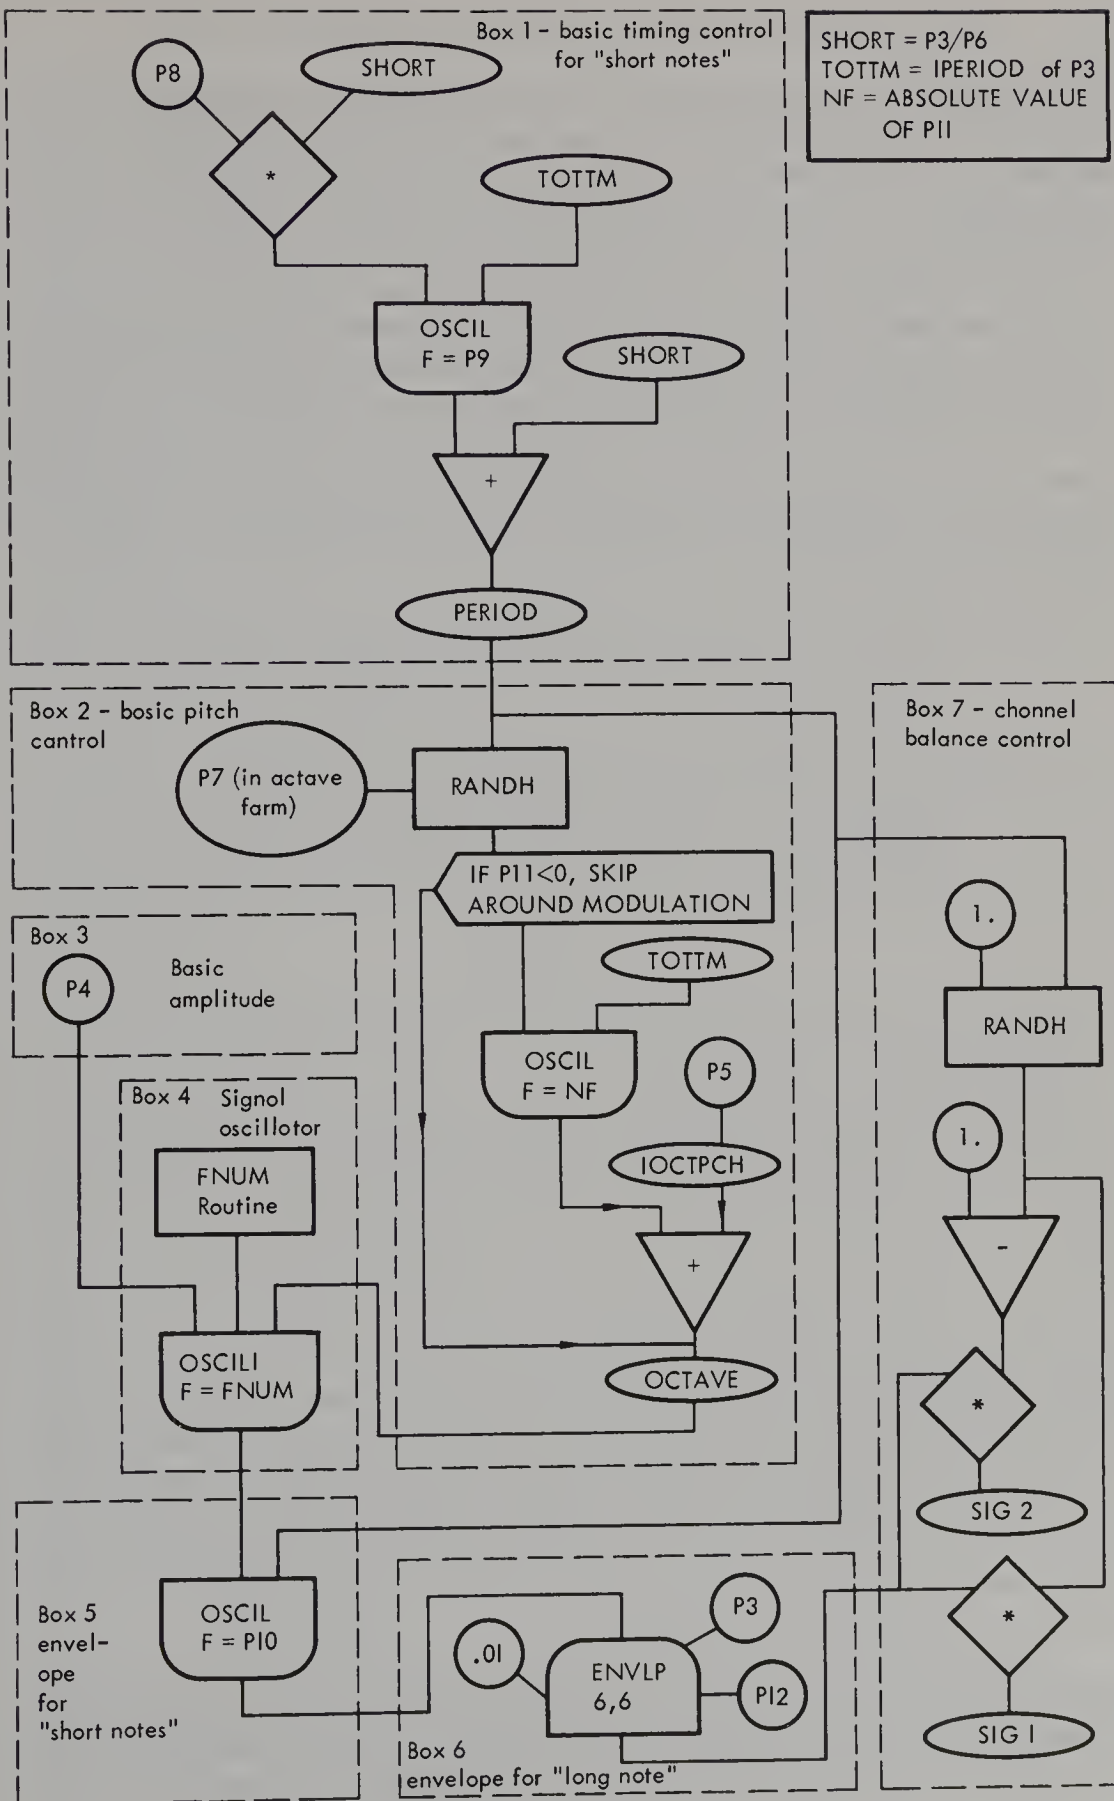 Box 1 - basic timing control
for "short notes"
SHORT = P3/P6
TOTTM = IPERIOD of P3
NF = ABSOLUTE VALUE
OF P11
P8
SHORT
*
TOTTM
OSCIL
F = P9
SHORT
+
PERIOD
Box 2 - bosic pitch
cantrol
P7 (in actave
farm)
RANDH
IF P11<0, SKIP
AROUND MODULATION
TOTTM
OSCIL
F = NF
P5
IOCTPCH
+
OCTAVE
Box 3
P4
Basic
amplitude
Box 4 Signol
oscillotor
FNUM
Routine
OSCILI
F = FNUM
Box 5
envel-
ope
for
"short notes"
OSCIL
F = P10
Box 6
envelope for "long note"
.01
ENVLP
6,6
P3
P12
Box 7 - chonnel
balance control
1.
RANDH
1.
-
*
SIG 2
*
SIG 1